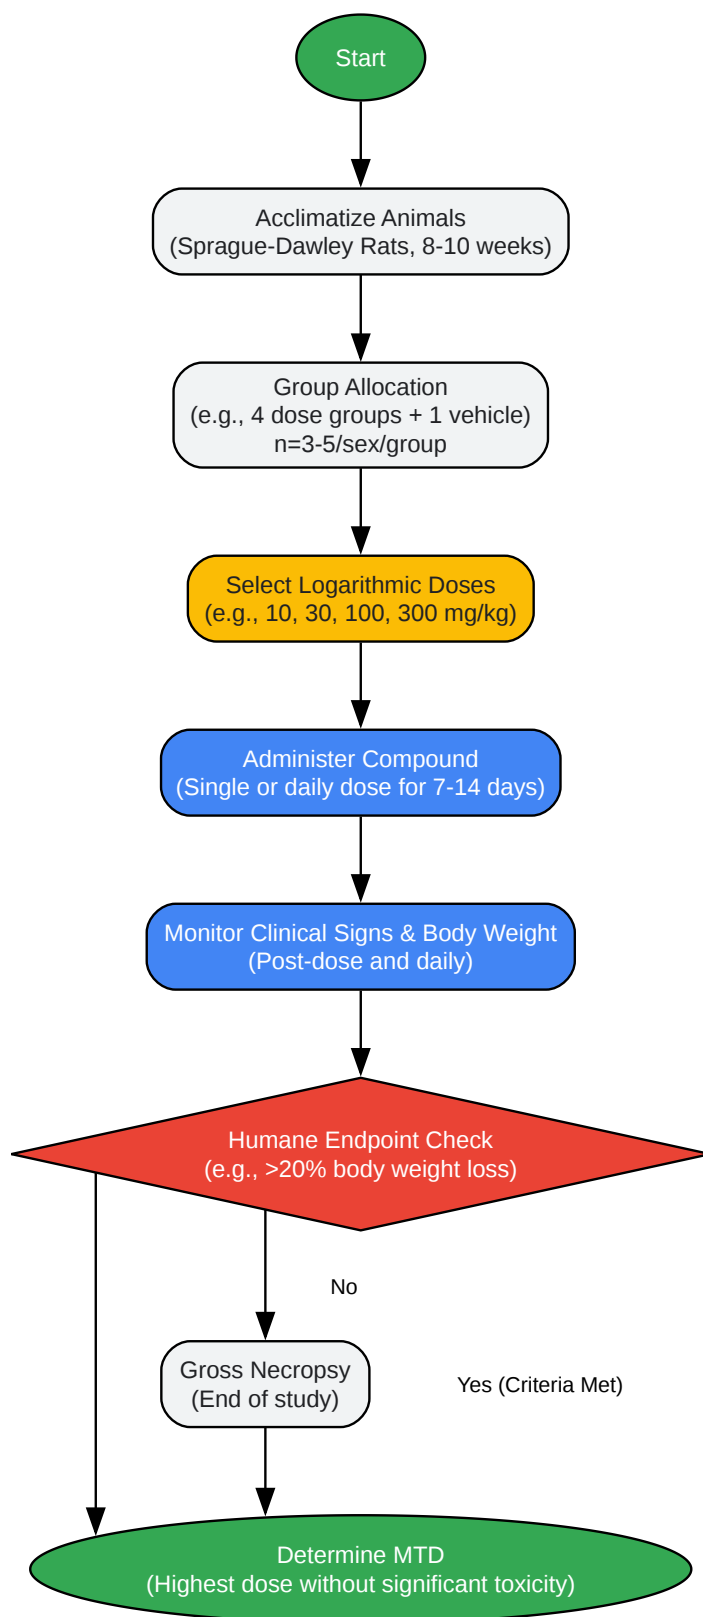 Start
Acclimatize Animals
(Sprague-Dawley Rats, 8-10 weeks)
Group Allocation
(e.g., 4 dose groups + 1 vehicle)
n=3-5/sex/group
Select Logarithmic Doses
(e.g., 10, 30, 100, 300 mg/kg)
Administer Compound
(Single or daily dose for 7-14 days)
Monitor Clinical Signs & Body Weight
(Post-dose and daily)
Humane Endpoint Check
(e.g., >20% body weight loss)
No
Gross Necropsy
(End of study)
Yes (Criteria Met)
Determine MTD
(Highest dose without significant toxicity)